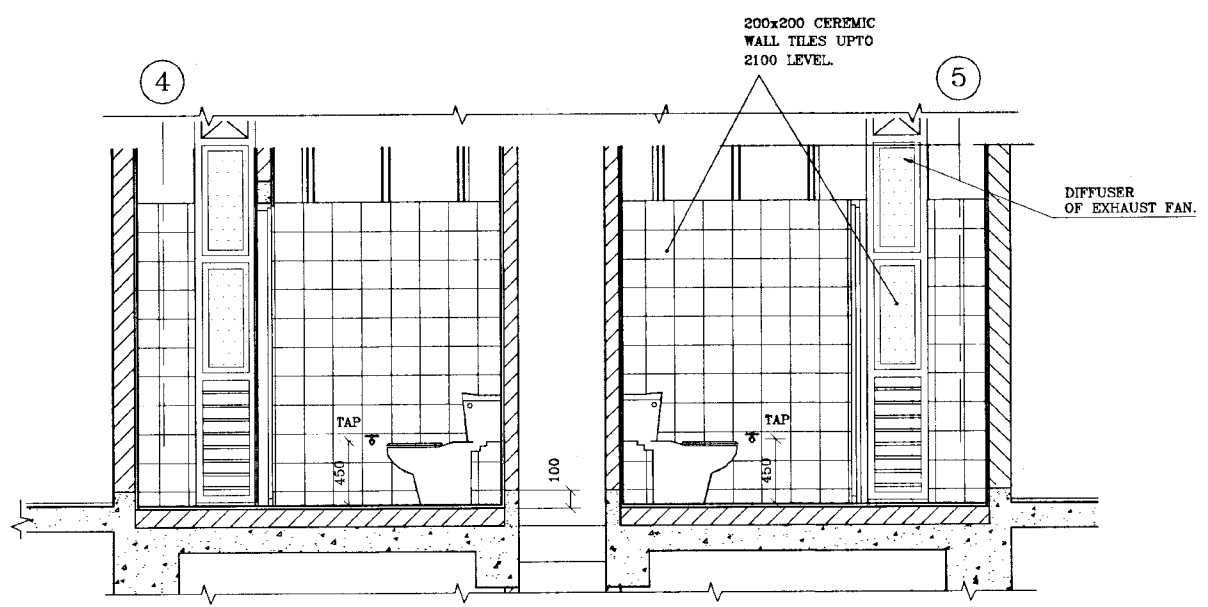 200x200 CEREMIC
WALL TILES UPTO
2100 LEVEL.
4
5
DIFFUSER
OF EXHAUST FAN.
TAP
450
100
TAP
450